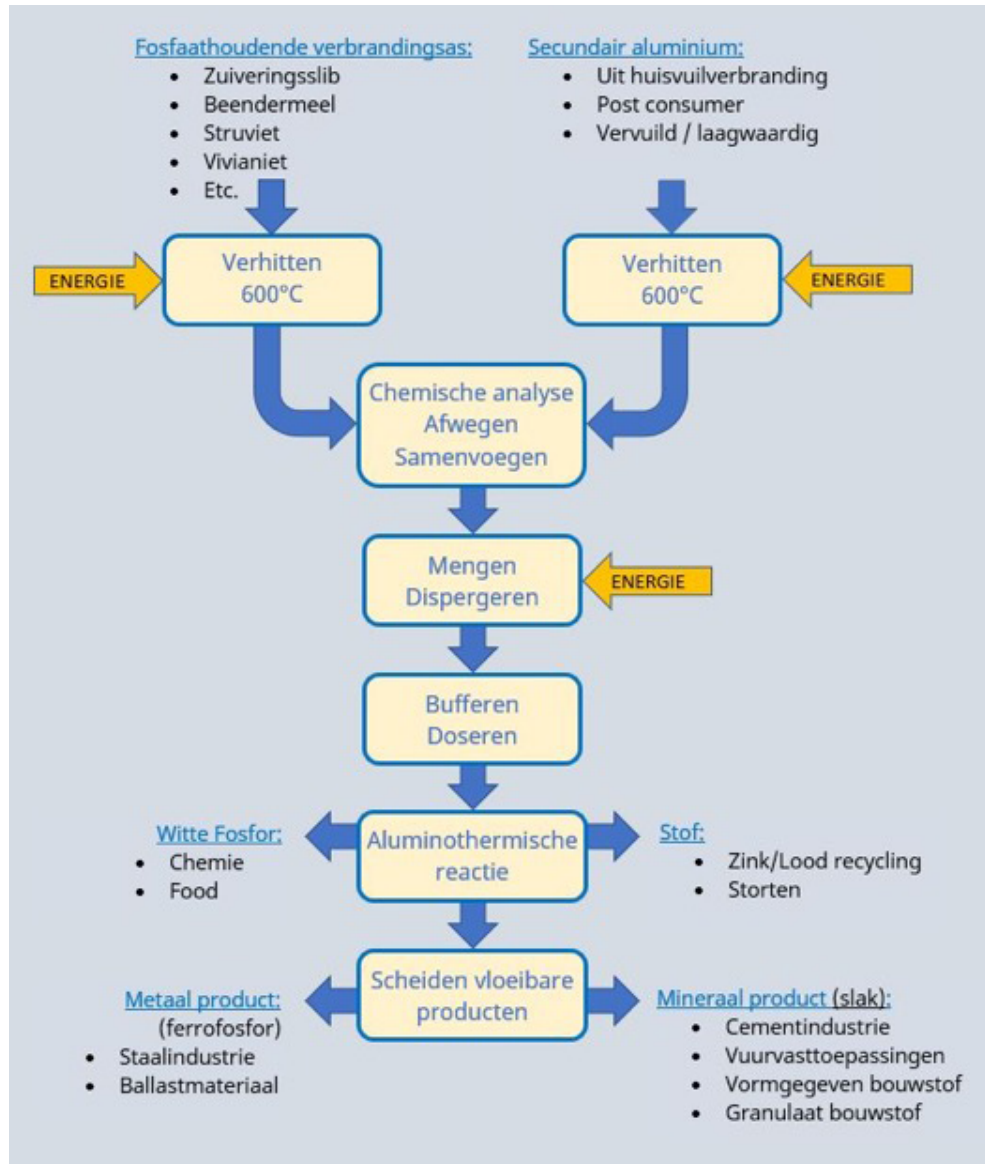 Fosfaathoudende verbrandingsas:
• Zuiveringsslib
• Beendermeel
• Struviet
• Vivianiet
• Etc.
Secundair aluminium:
• Uit huisvuilverbranding
• Post consumer
• Vervuild / laagwaardig
ENERGIE
Verhitten
600°C
Verhitten
600°C
ENERGIE
Chemische analyse
Afwegen
Samenvoegen
Mengen
Dispergeren
ENERGIE
Bufferen
Doseren
Witte Fosfor:
• Chemie
• Food
Aluminothermische
reactie
Stof:
• Zink/Lood recycling
• Storten
Metaal product:
(ferrofosfor)
• Staalindustrie
• Ballastmateriaal
Scheiden vloeibare
producten
Mineraal product (slak):
• Cementindustrie
• Vuurvasttoepassingen
• Vormgegeven bouwstof
• Granulaat bouwstof